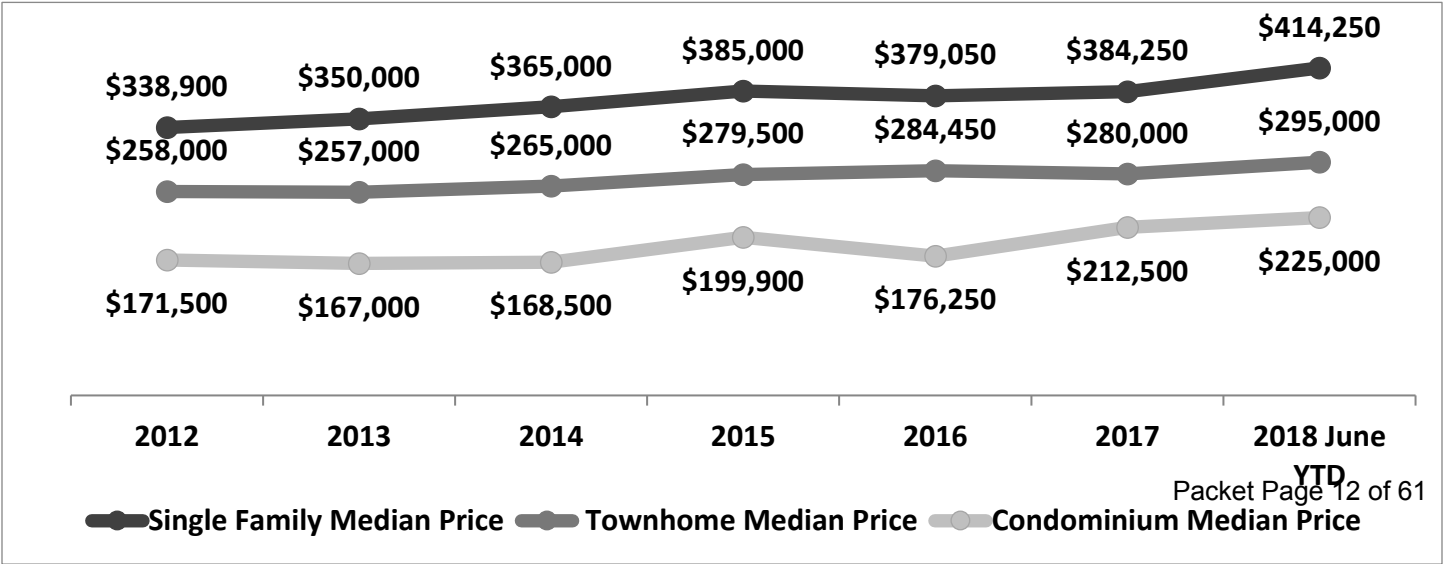 $338,900 $350,000 $365,000 $385,000 $379,050 $384,250 $414,250
$258,000 $257,000 $265,000 $279,500 $284,450 $280,000 $295,000
$171,500 $167,000 $168,500 $199,900 $176,250 $212,500 $225,000
2012 2013 2014 2015 2016 2017 2018 June
YTD
Packet Page 12 of 61
Single Family Median Price Townhome Median Price Condominium Median Price